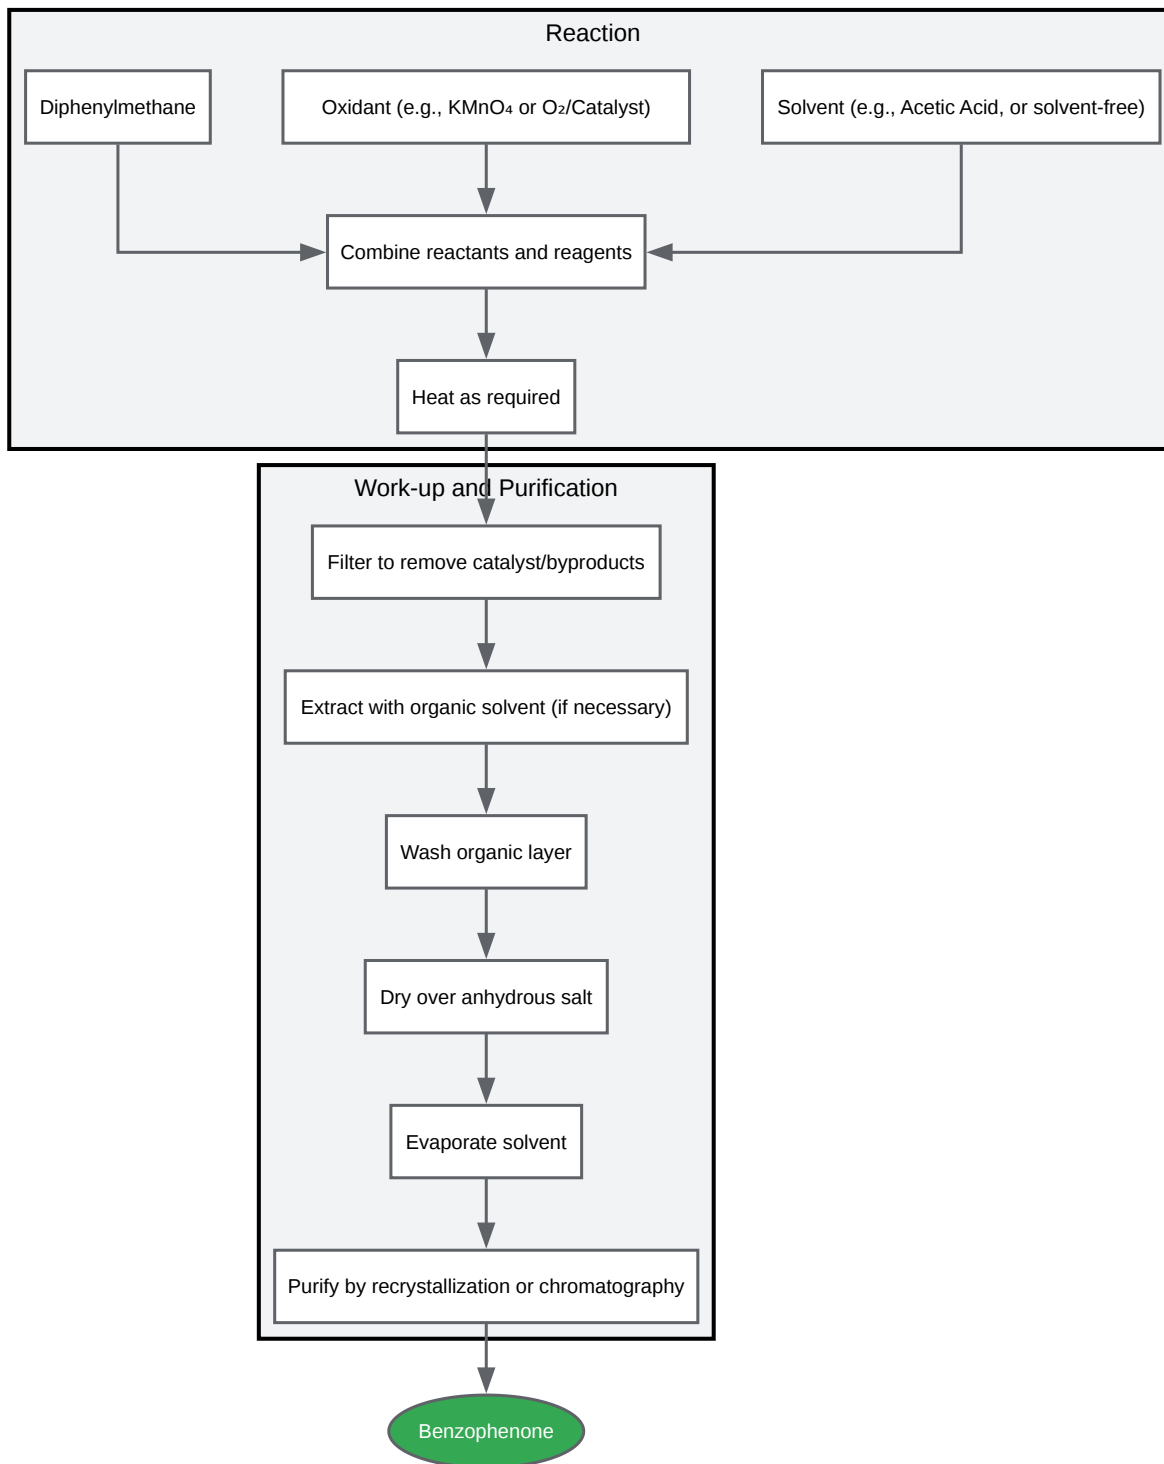 Reaction
Diphenylmethane
Oxidant (e.g., KMnO₄ or O₂/Catalyst)
Solvent (e.g., Acetic Acid, or solvent-free)
Combine reactants and reagents
Heat as required
Work-up and Purification
Filter to remove catalyst/byproducts
Extract with organic solvent (if necessary)
Wash organic layer
Dry over anhydrous salt
Evaporate solvent
Purify by recrystallization or chromatography
Benzophenone